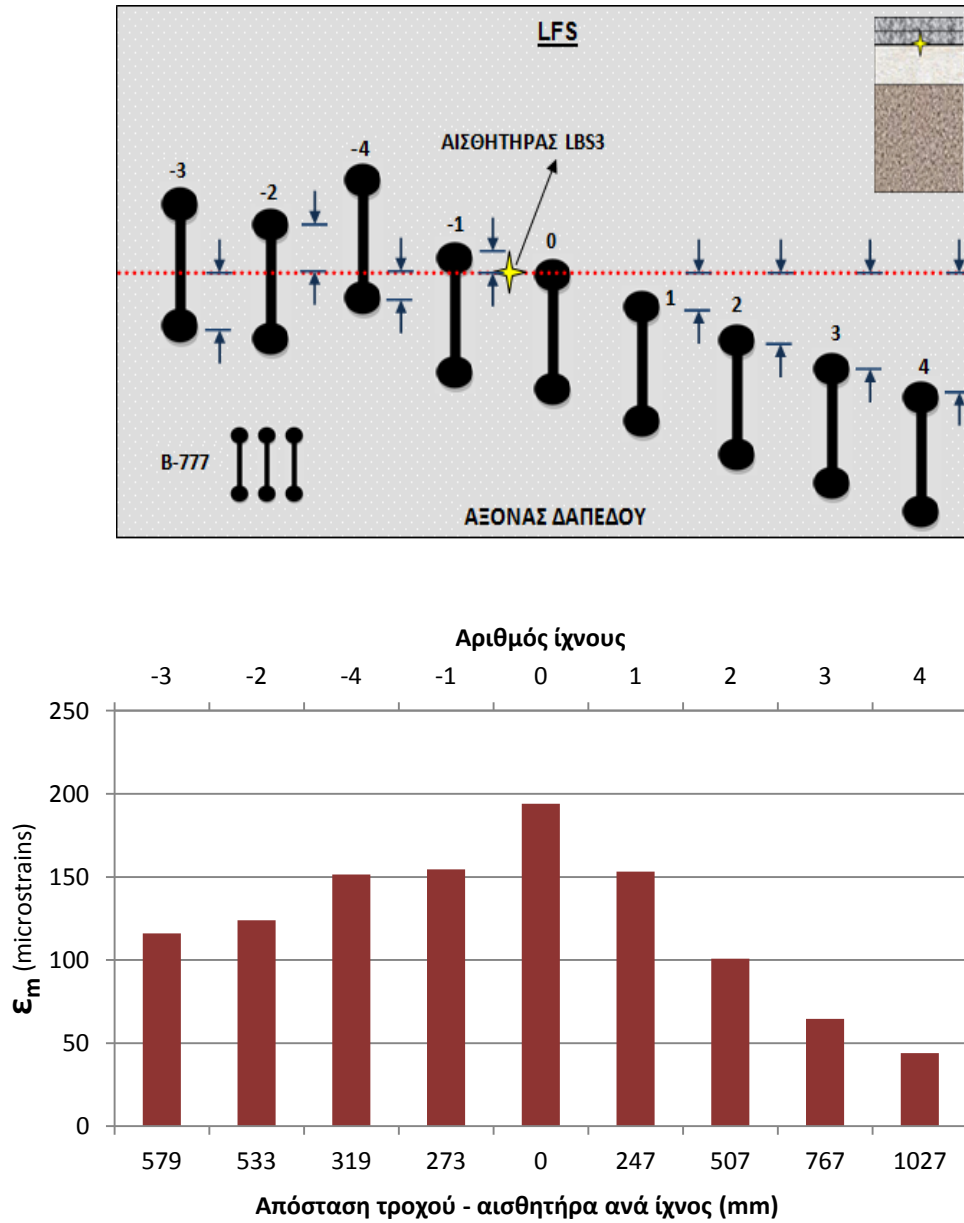 LFS
ΑΙΣΘΗΤΗΡΑΣ LBS3
-3
-2
-4
-1
0
1
2
3
4
B-777
ΑΞΟΝΑΣ ΔΑΠΕΔΟΥ
Αριθμός ίχνους
-3 -2 -4 -1 0 1 2 3 4
250
200
150
100
50
0
εm (microstrains)
579 533 319 273 0 247 507 767 1027
Απόσταση τροχού - αισθητήρα ανά ίχνος (mm)